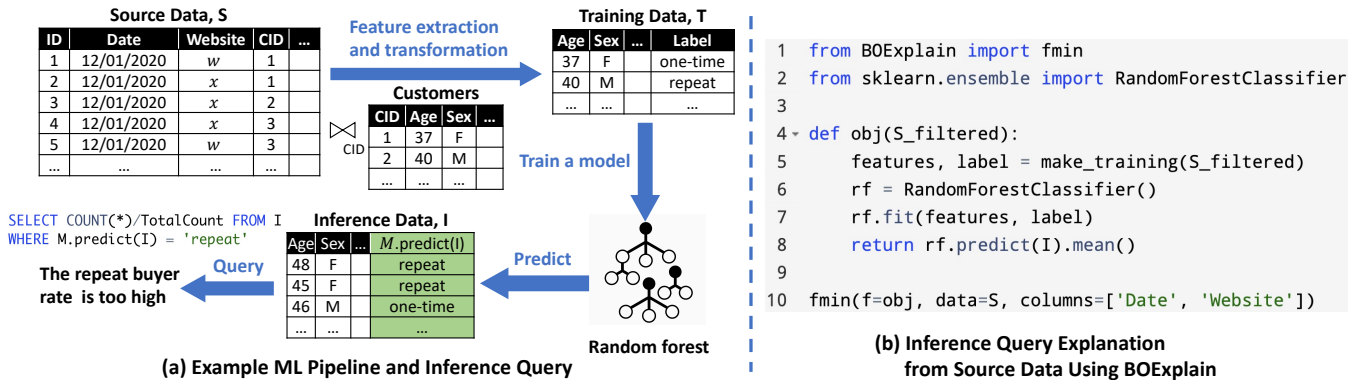 Source Data, S
ID Date Website CID ...
1 12/01/2020 w 1
2 12/01/2020 x 1
3 12/01/2020 x 2
4 12/01/2020 x 3
5 12/01/2020 w 3
... ... ... ...
Feature extraction
and transformation
⋈
CID
Customers
CID Age Sex ...
1 37 F
2 40 M
... ... ...
Training Data, T
Age Sex ... Label
37 F one-time
40 M repeat
... ... ...
Train a model
Random forest
Predict
Inference Data, I
Age Sex ... M.predict(I)
48 F repeat
45 F repeat
46 M one-time
... ... ...
Query
SELECT COUNT(*)/TotalCount FROM I
WHERE M.predict(I) = 'repeat'
The repeat buyer
rate is too high
(a) Example ML Pipeline and Inference Query
1 from BOExplain import fmin
2 from sklearn.ensemble import RandomForestClassifier
3
4 def obj(S_filtered):
5 features, label = make_training(S_filtered)
6 rf = RandomForestClassifier()
7 rf.fit(features, label)
8 return rf.predict(I).mean()
9
10 fmin(f=obj, data=S, columns=['Date', 'Website'])
(b) Inference Query Explanation
from Source Data Using BOExplain